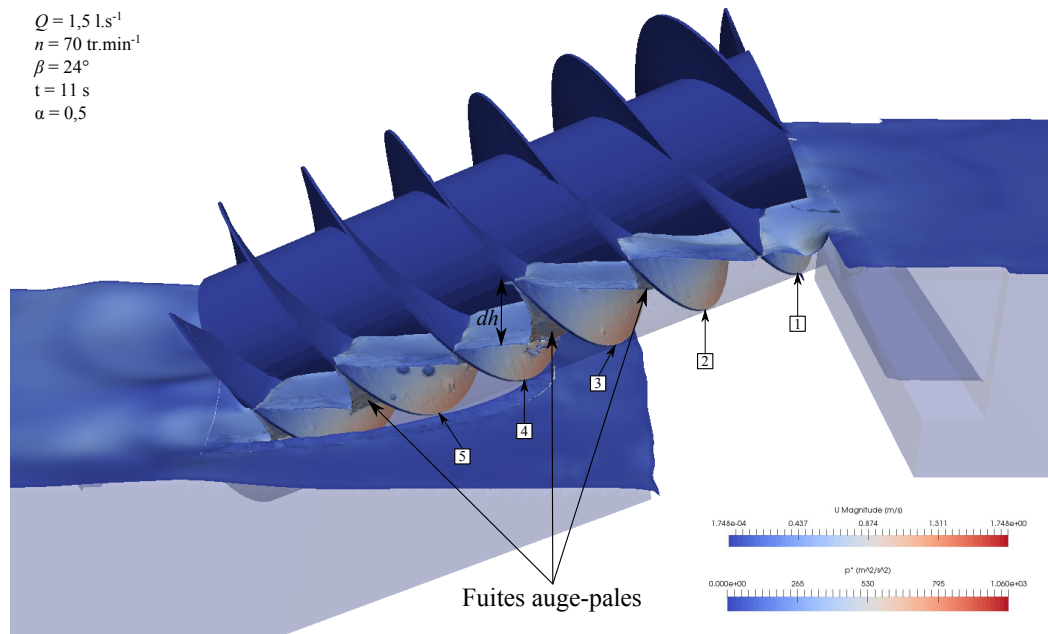 Q = 1,5 l.s⁻¹
n = 70 tr.min⁻¹
β = 24°
t = 11 s
α = 0,5
dh
1
2
3
4
5
Fuites auge-pales
U Magnitude (m/s)
1.748e-04 0.437 0.874 1.311 1.748e+00
p* (m^2/s^2)
0.000e+00 265 530 795 1.060e+03